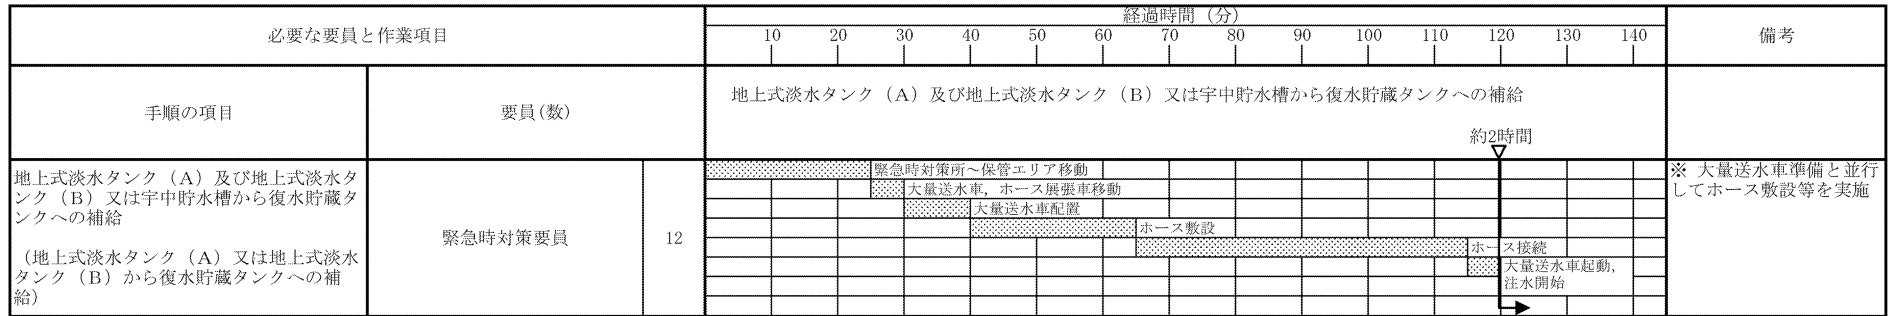 必要な要員と作業項目
経過時間（分）
10 20 30 40 50 60 70 80 90 100 110 120 130 140
備考
手順の項目
要員(数)
地上式淡水タンク（Ａ）及び地上式淡水タンク（Ｂ）又は宇中貯水槽から復水貯蔵タンクへの補給
約2時間
地上式淡水タンク（Ａ）及び地上式淡水タ
ンク（Ｂ）又は宇中貯水槽から復水貯蔵タ
ンクへの補給
（地上式淡水タンク（Ａ）又は地上式淡水
タンク（Ｂ）から復水貯蔵タンクへの補
給）
緊急時対策要員
12
緊急時対策所～保管エリア移動
大量送水車，ホース展張車移動
大量送水車配置
ホース敷設
ホース接続
大量送水車起動，
注水開始
※ 大量送水車準備と並行
してホース敷設等を実施